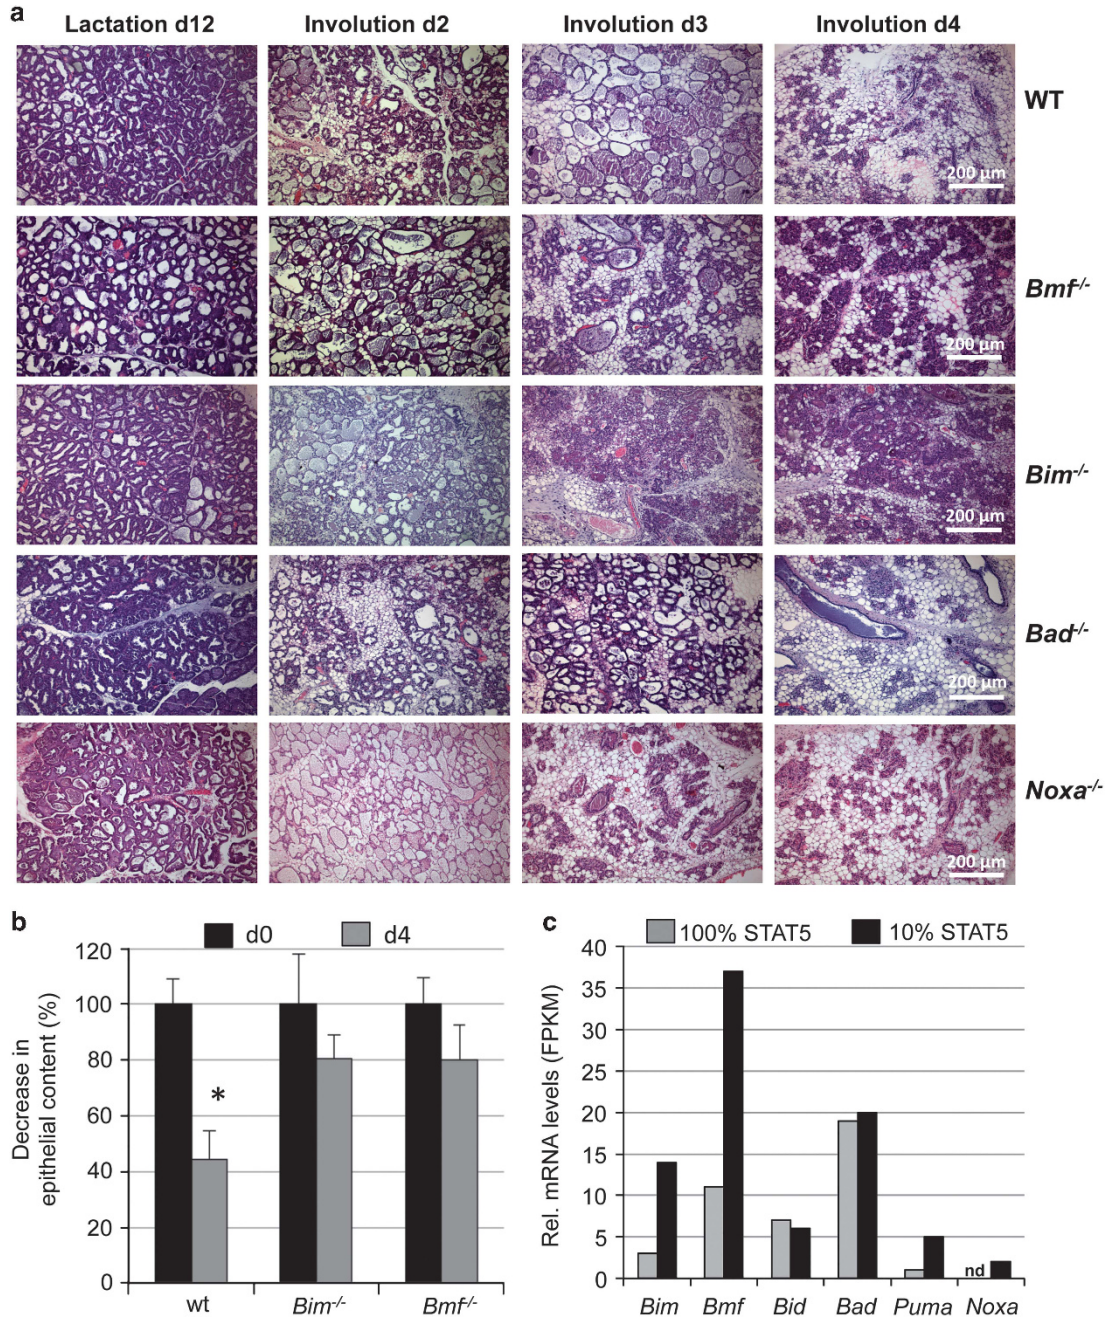 a
Lactation d12 Involution d2 Involution d3 Involution d4
WT
200 µm
Bmf-/-
200 µm
Bim-/-
200 µm
Bad-/-
200 µm
Noxa-/-
200 µm
b
d0 d4
Decrease in
epithelial content (%)
120
100
80
60
40
20
0
*
wt Bim-/- Bmf-/-
c
100% STAT5 10% STAT5
Rel. mRNA levels (FPKM)
40
35
30
25
20
15
10
5
0
nd
Bim Bmf Bid Bad Puma Noxa